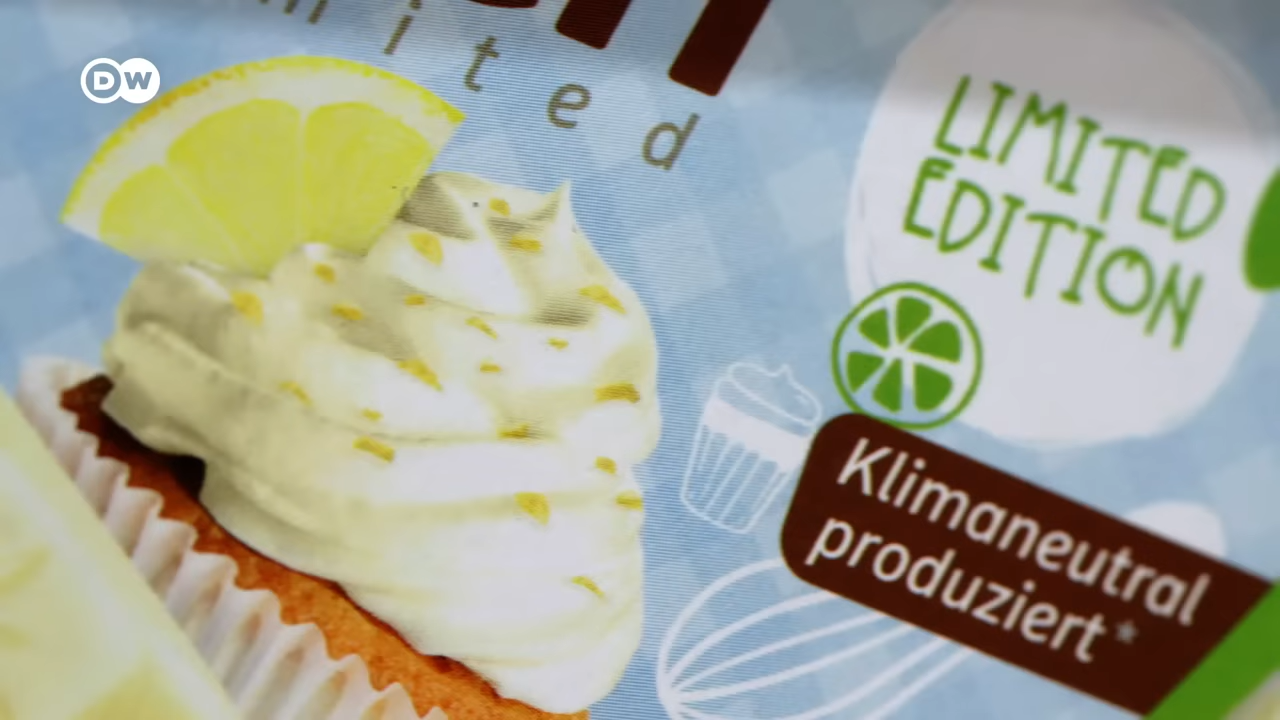 DW
ited
LIMITED
EDITION
Klimaneutral
produziert*